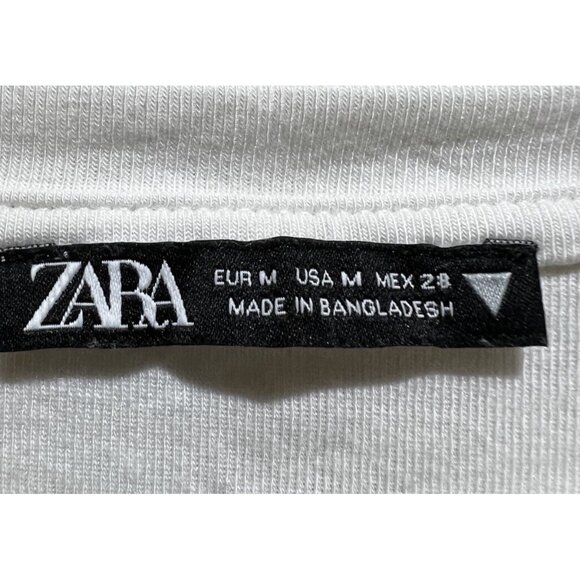 ZARA
EUR M USA M MEX 28
MADE IN BANGLADESH